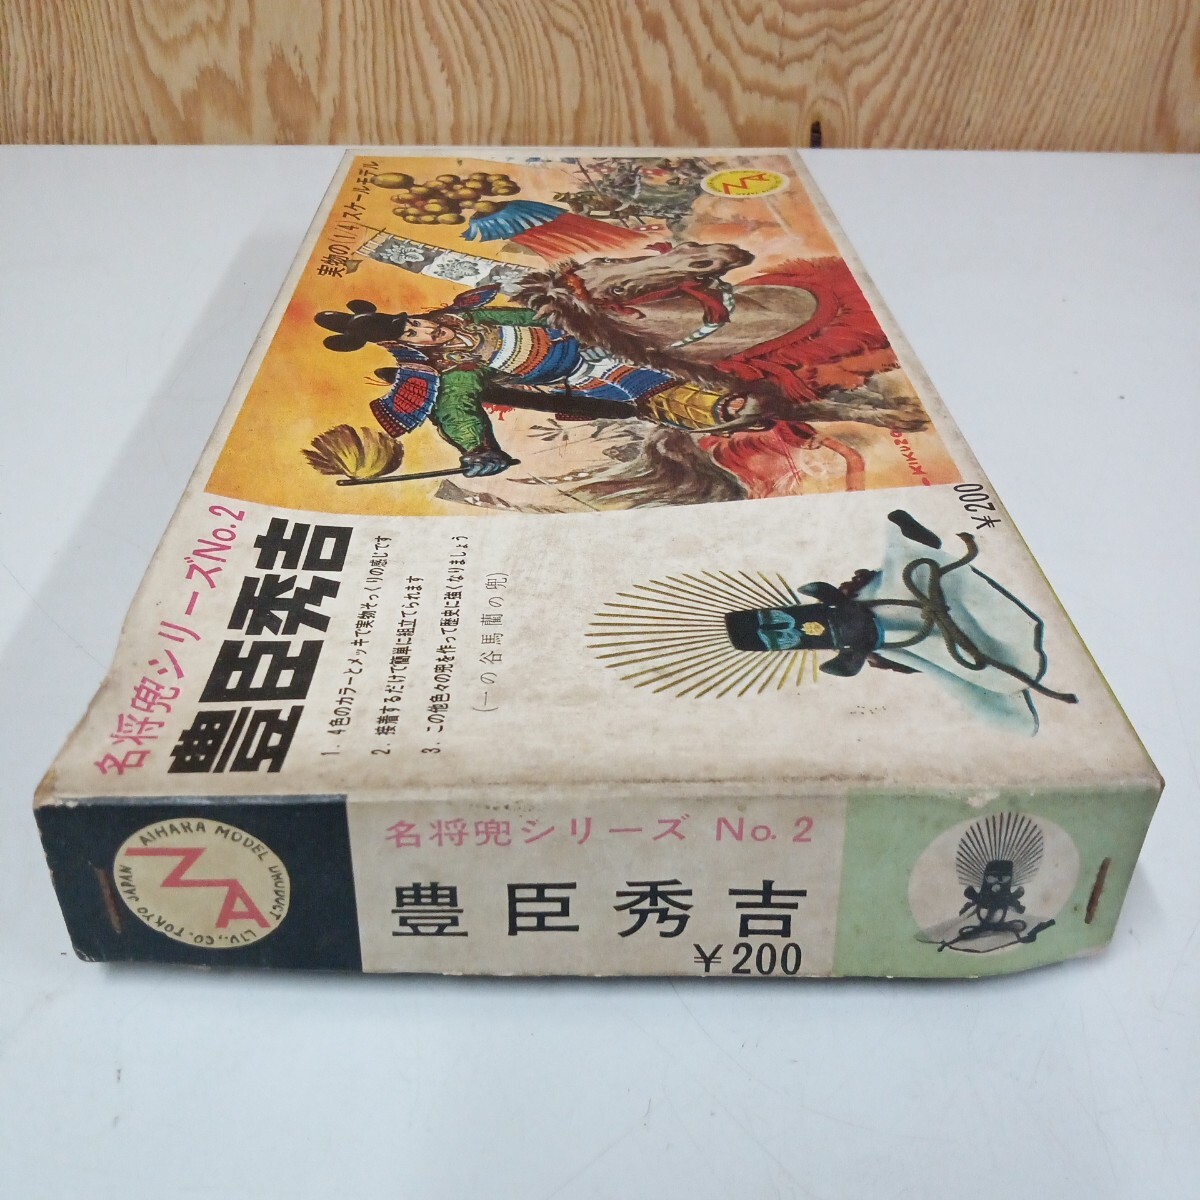 実物の(1/4)スケールモデル
KIKUZO
¥200
名将兜シリーズNo.2
豊臣秀吉
1. 4色のカラーとメッキで実物そっくりの感じです
2. 接着するだけで簡単に組立てられます
3. この他色々の兜を作って歴史に強くなりましょう
(一の谷馬藺の兜)
AIHARA MODEL PRODUCT LTV., CO. TOKYO JAPAN
MA
名将兜シリーズ No.2
豊臣秀吉
¥200